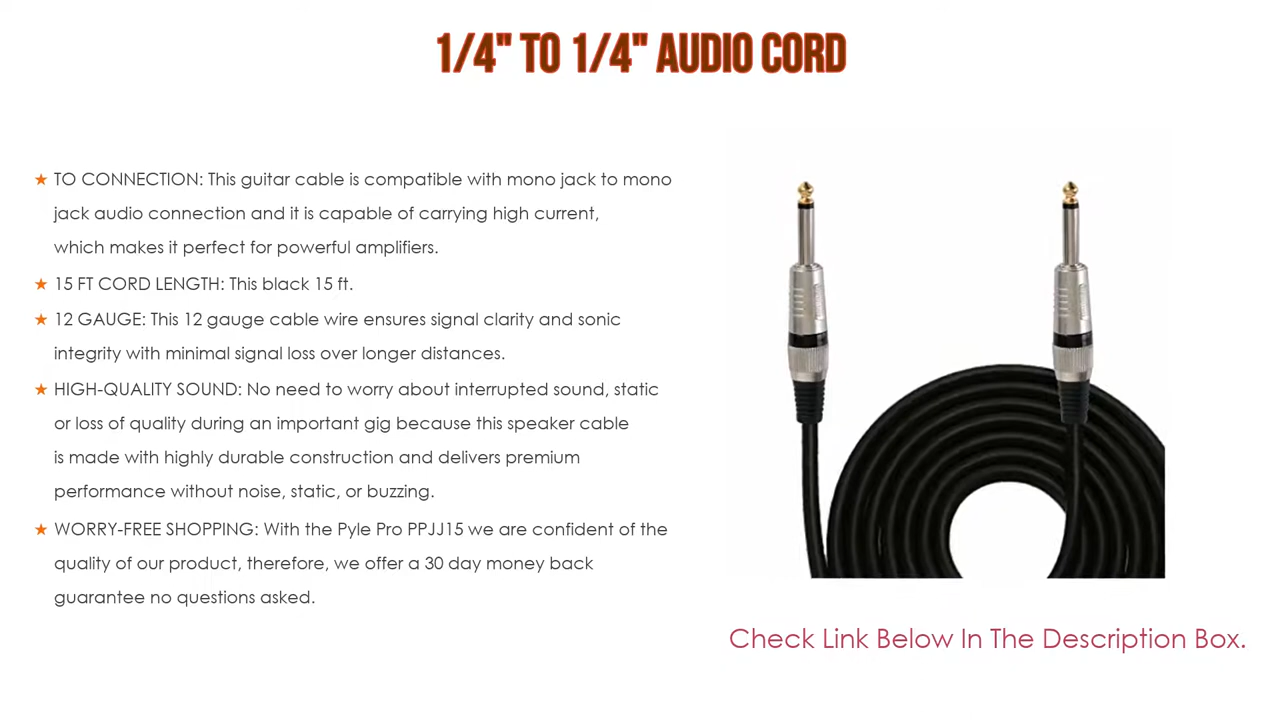 1/4" TO 1/4" AUDIO CORD
★ TO CONNECTION: This guitar cable is compatible with mono jack to mono
jack audio connection and it is capable of carrying high current,
which makes it perfect for powerful amplifiers.
★ 15 FT CORD LENGTH: This black 15 ft.
★ 12 GAUGE: This 12 gauge cable wire ensures signal clarity and sonic
integrity with minimal signal loss over longer distances.
★ HIGH-QUALITY SOUND: No need to worry about interrupted sound, static
or loss of quality during an important gig because this speaker cable
is made with highly durable construction and delivers premium
performance without noise, static, or buzzing.
★ WORRY-FREE SHOPPING: With the Pyle Pro PPJJ15 we are confident of the
quality of our product, therefore, we offer a 30 day money back
guarantee no questions asked.
Check Link Below In The Description Box.